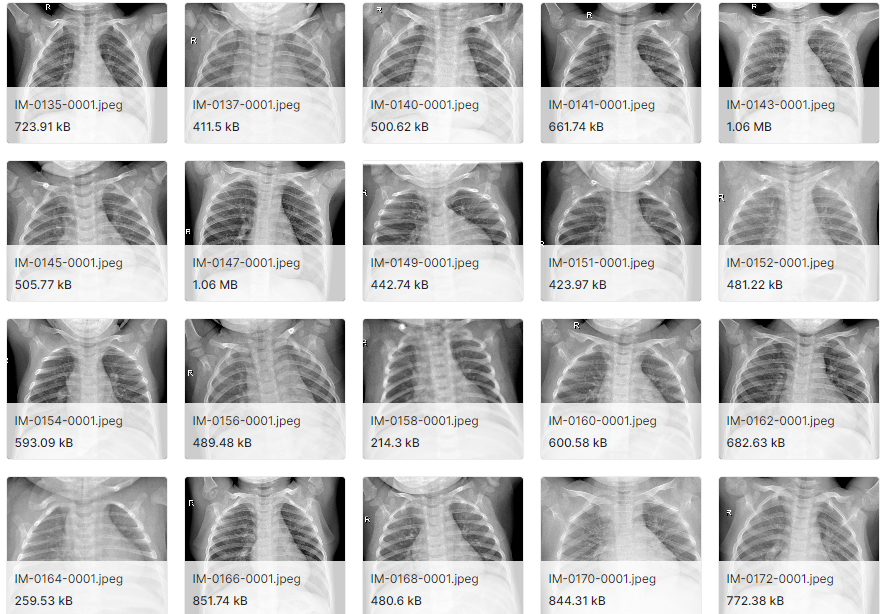 R
IM-0135-0001.jpeg
723.91 kB
R
IM-0137-0001.jpeg
411.5 kB
R
IM-0140-0001.jpeg
500.62 kB
R
IM-0141-0001.jpeg
661.74 kB
R
IM-0143-0001.jpeg
1.06 MB
IM-0145-0001.jpeg
505.77 kB
R
IM-0147-0001.jpeg
1.06 MB
R
IM-0149-0001.jpeg
442.74 kB
IM-0151-0001.jpeg
423.97 kB
R
IM-0152-0001.jpeg
481.22 kB
IM-0154-0001.jpeg
593.09 kB
R
IM-0156-0001.jpeg
489.48 kB
R
IM-0158-0001.jpeg
214.3 kB
R
IM-0160-0001.jpeg
600.58 kB
R
IM-0162-0001.jpeg
682.63 kB
IM-0164-0001.jpeg
259.53 kB
R
IM-0166-0001.jpeg
851.74 kB
R
IM-0168-0001.jpeg
480.6 kB
IM-0170-0001.jpeg
844.31 kB
R
IM-0172-0001.jpeg
772.38 kB